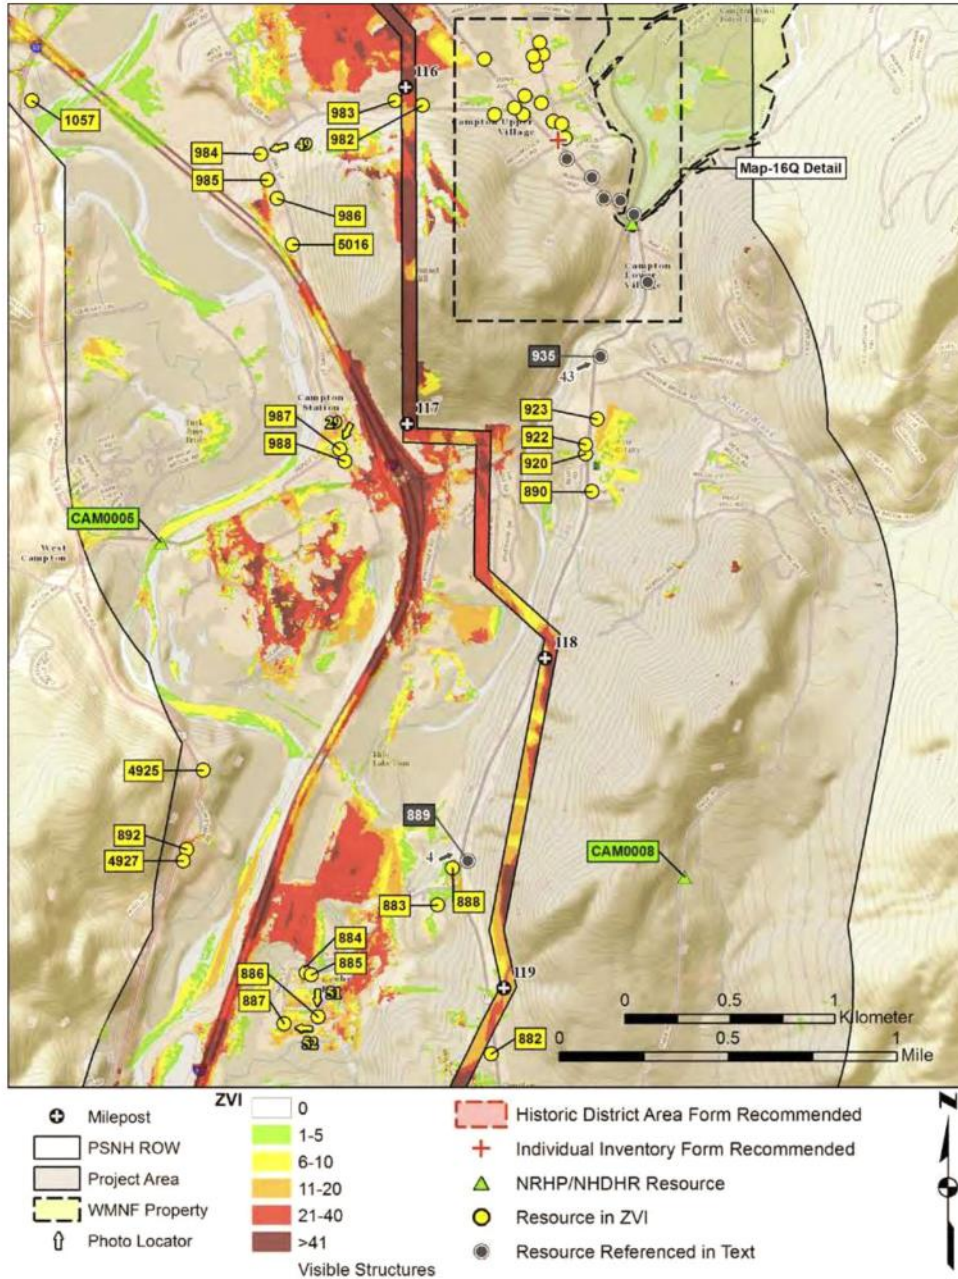 116
983
982
1057
984
49
985
986
5016
Campton Upper
Village
Map-16Q Detail
Campton
Lower
Village
935
43
117
Campton
Station
987
29
988
923
922
920
890
CAM0005
West
Campton
118
4925
892
4927
889
4
888
883
CAM0008
884
885
886
51
887
52
119
882
0 0.5 1
Kilometer
0 0.5 1
Mile
Milepost
PSNH ROW
Project Area
WMNF Property
Photo Locator
ZVI
0
1-5
6-10
11-20
21-40
>41
Visible Structures
Historic District Area Form Recommended
Individual Inventory Form Recommended
NRHP/NHDHR Resource
Resource in ZVI
Resource Referenced in Text
N